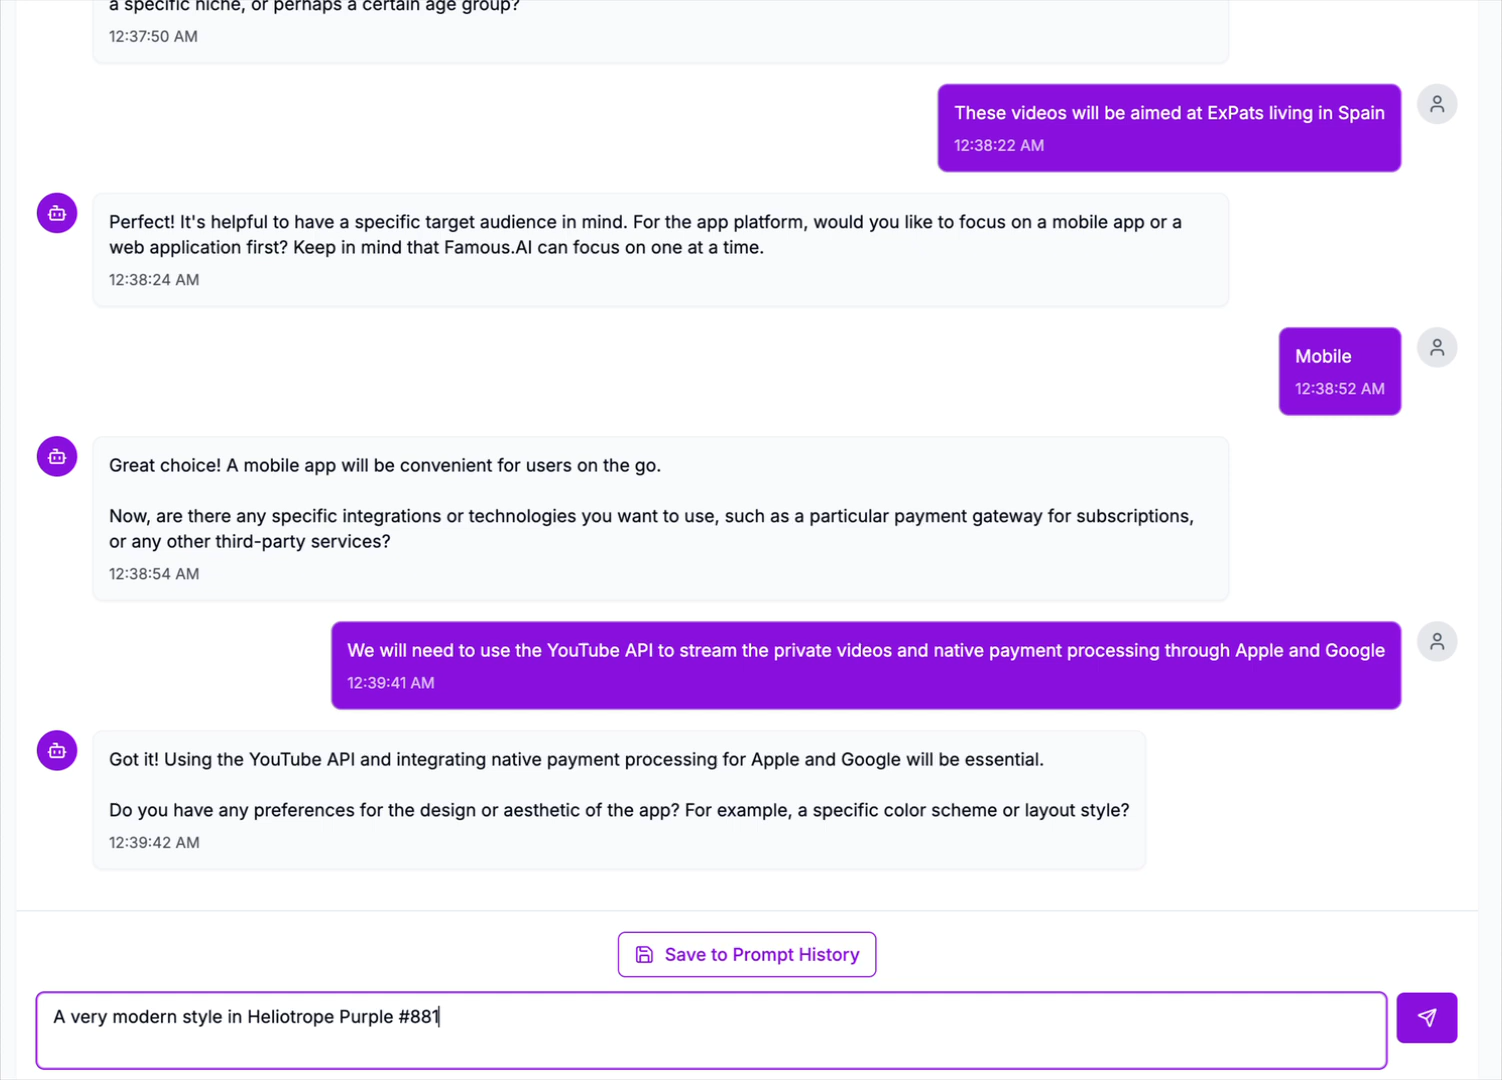 a specific niche, or perhaps a certain age group?
12:37:50 AM
These videos will be aimed at ExPats living in Spain
12:38:22 AM
Perfect! It's helpful to have a specific target audience in mind. For the app platform, would you like to focus on a mobile app or a
web application first? Keep in mind that Famous.AI can focus on one at a time.
12:38:24 AM
Mobile
12:38:52 AM
Great choice! A mobile app will be convenient for users on the go.
Now, are there any specific integrations or technologies you want to use, such as a particular payment gateway for subscriptions,
or any other third-party services?
12:38:54 AM
We will need to use the YouTube API to stream the private videos and native payment processing through Apple and Google
12:39:41 AM
Got it! Using the YouTube API and integrating native payment processing for Apple and Google will be essential.
Do you have any preferences for the design or aesthetic of the app? For example, a specific color scheme or layout style?
12:39:42 AM
Save to Prompt History
A very modern style in Heliotrope Purple #881